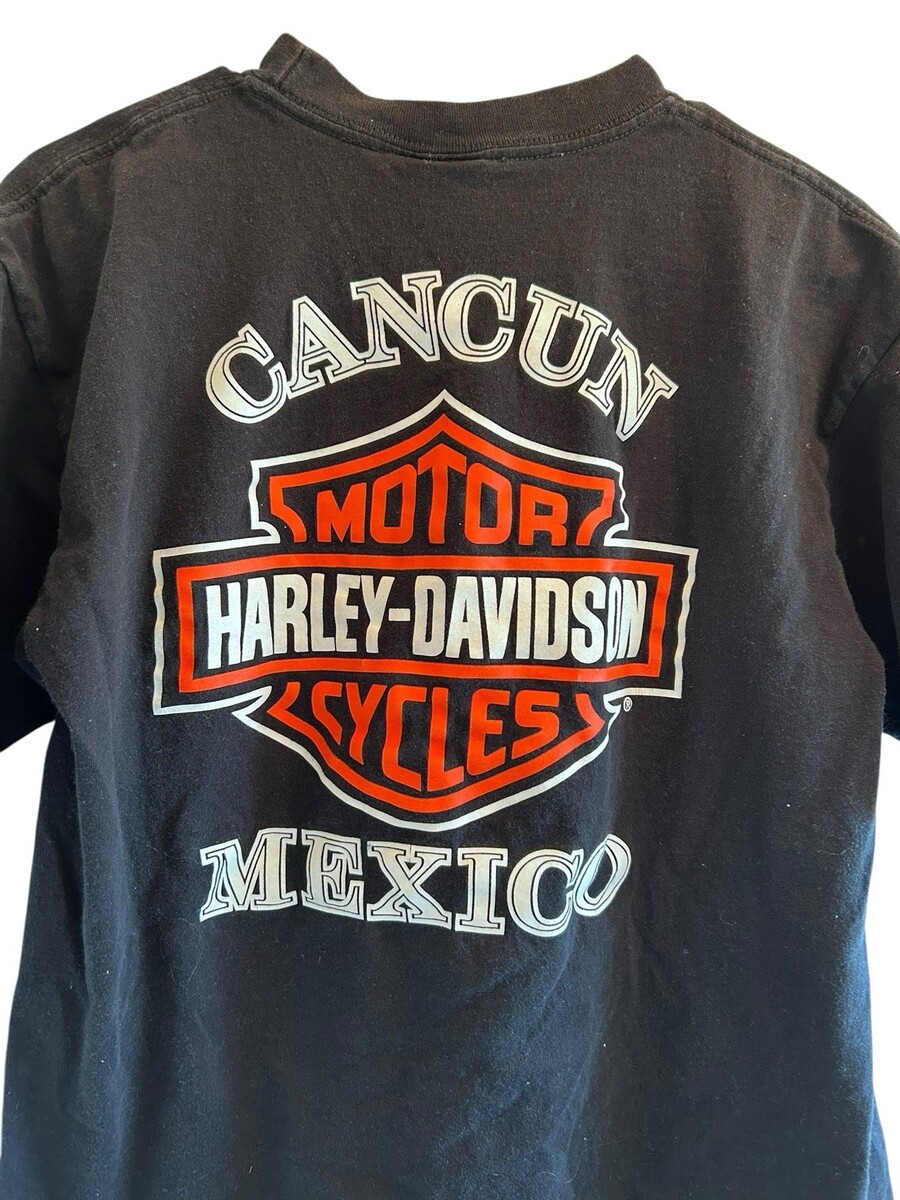 CANCUN
MOTOR
HARLEY-DAVIDSON
CYCLES
®
MEXICO